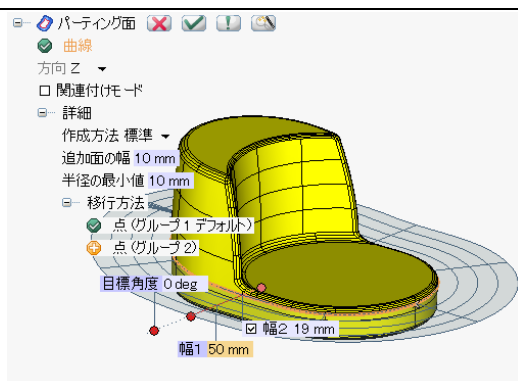 パーティング面
曲線
方向 Z
関連付けモード
詳細
作成方法 標準
追加面の幅 10 mm
半径の最小値 10 mm
移行方法
点 (グループ 1 デフォルト)
点 (グループ 2)
目標角度 0 deg
幅2 19 mm
幅1 50 mm